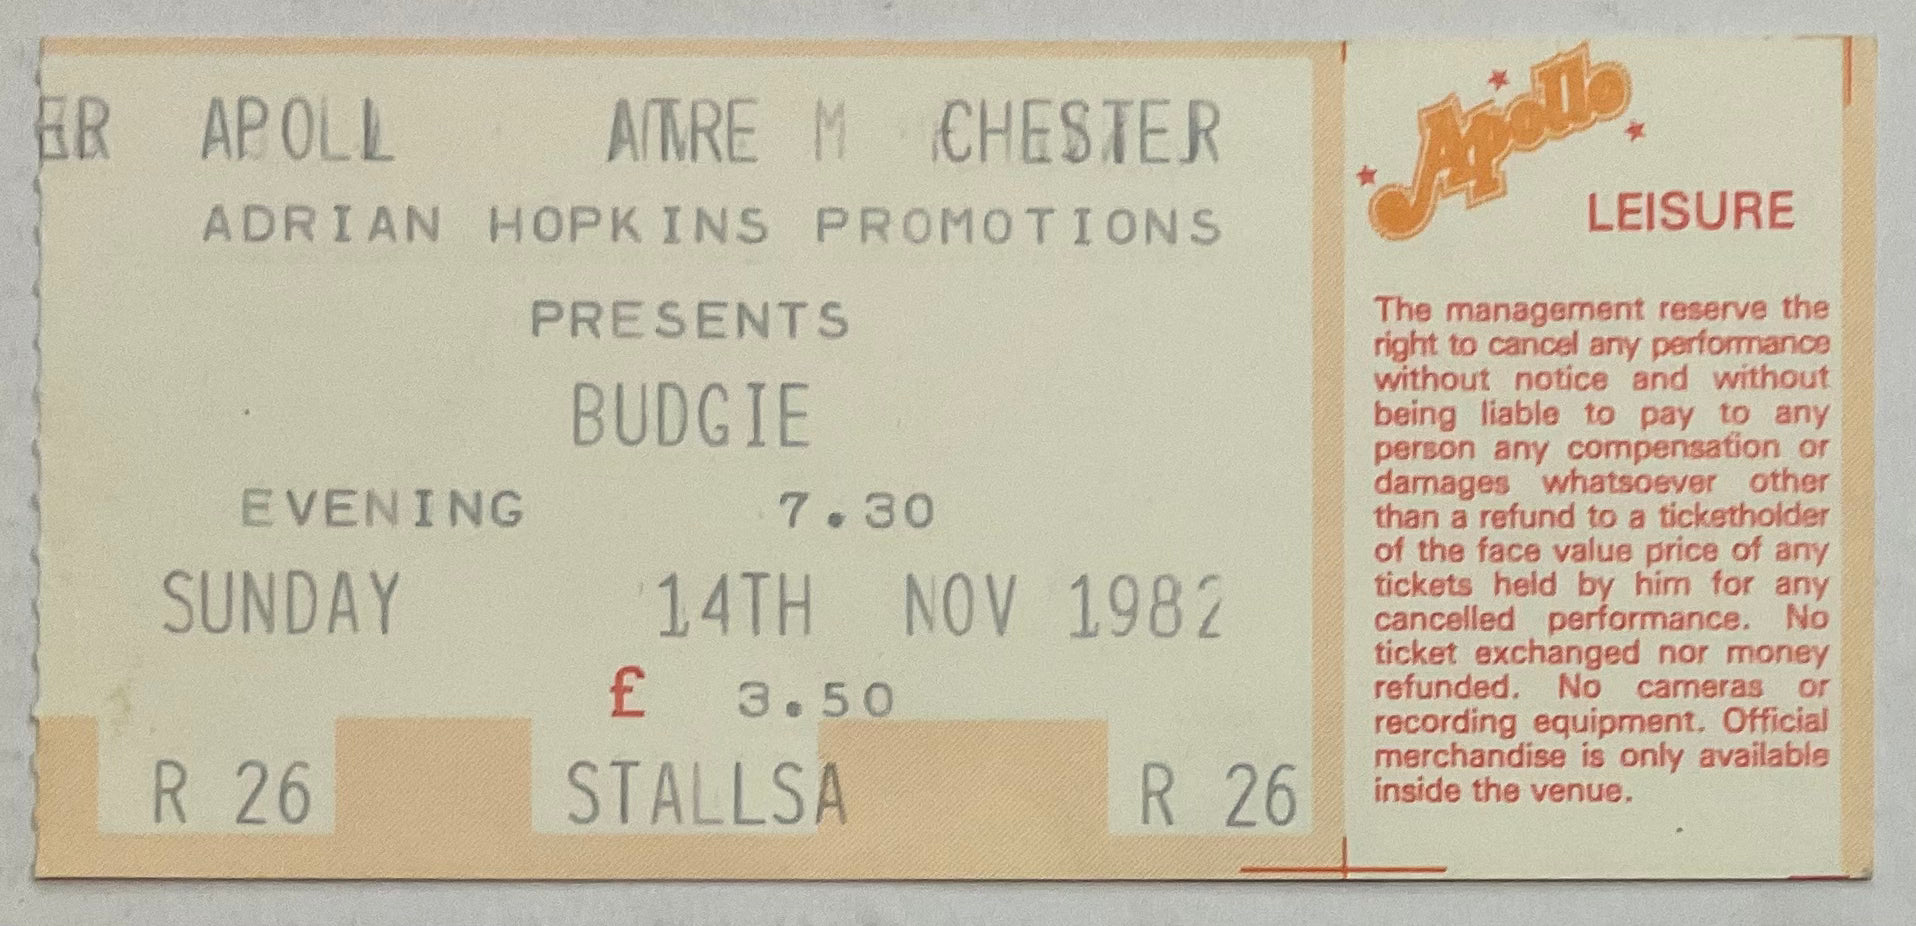 ER APOLL ATRE M CHESTER
ADRIAN HOPKINS PROMOTIONS
PRESENTS
BUDGIE
EVENING 7.30
SUNDAY 14TH NOV 1982
£ 3.50
R 26 STALLSA R 26
Apollo
LEISURE
The management reserve the
right to cancel any performance
without notice and without
being liable to pay to any
person any compensation or
damages whatsoever other
than a refund to a ticketholder
of the face value price of any
tickets held by him for any
cancelled performance. No
ticket exchanged nor money
refunded. No cameras or
recording equipment. Official
merchandise is only available
inside the venue.